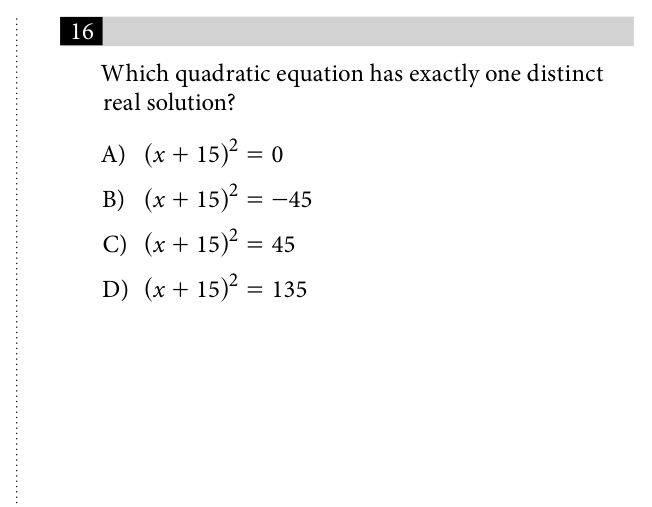 16
Which quadratic equation has exactly one distinct
real solution?
A) (x + 15)² = 0
B) (x + 15)² = −45
C) (x + 15)² = 45
D) (x + 15)² = 135